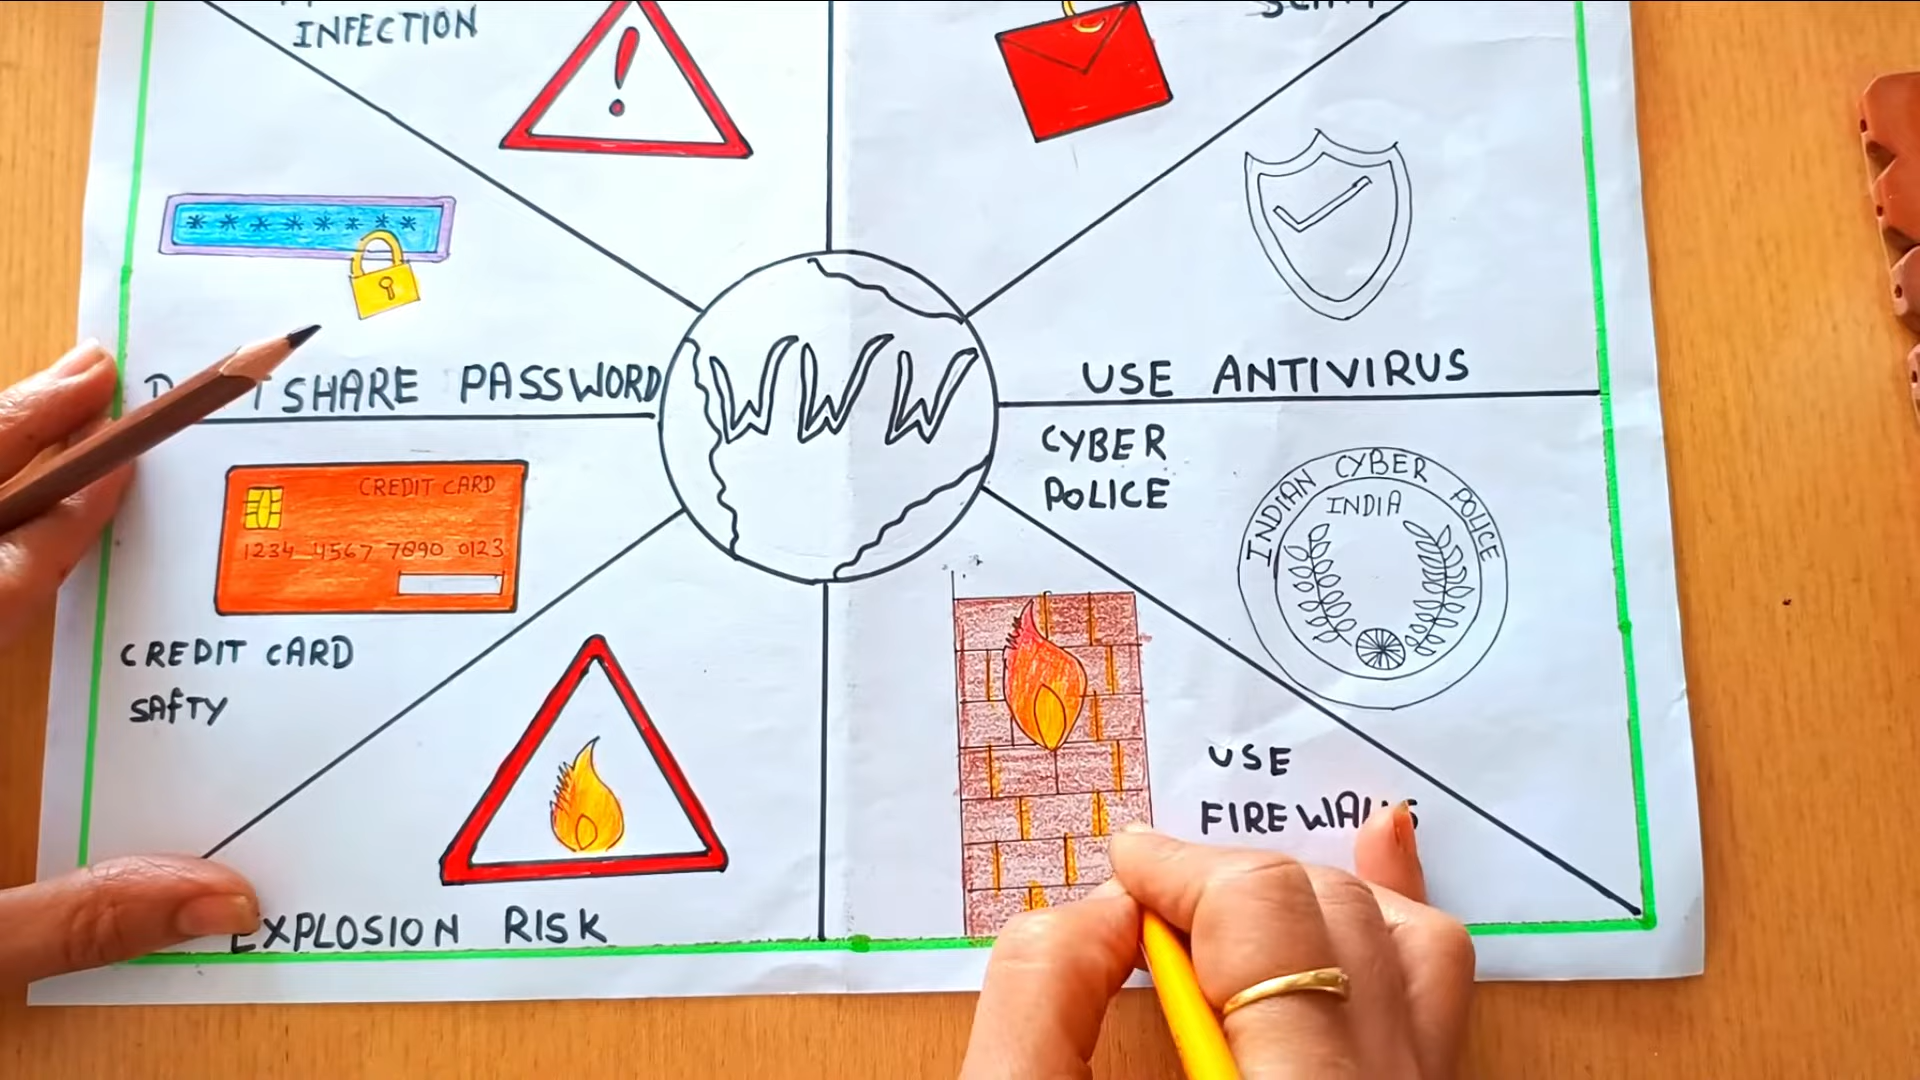 INFECTION
* * * * * * * *
SHARE PASSWORD
USE ANTIVIRUS
WWW
CYBER
POLICE
INDIAN CYBER POLICE
INDIA
CREDIT CARD
1234 4567 7890 0123
CREDIT CARD
SAFTY
USE
EXPLOSION RISK